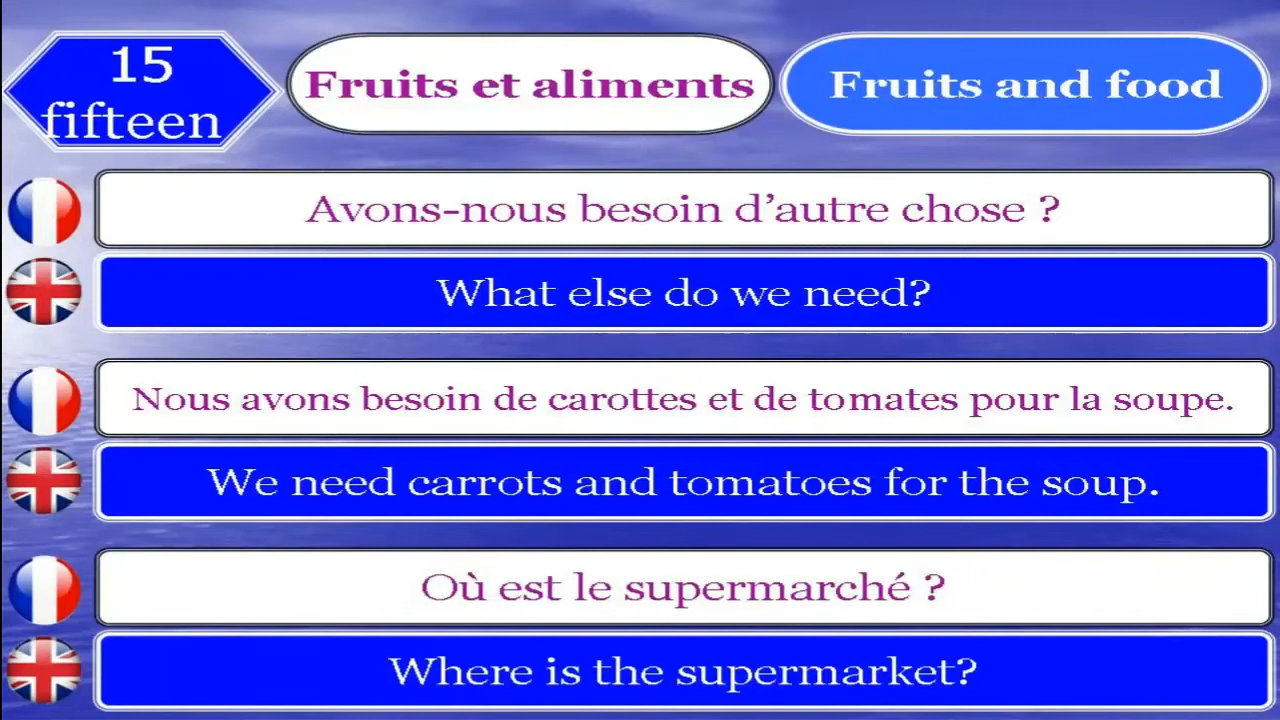 15
fifteen
Fruits et aliments
Fruits and food
Avons-nous besoin d’autre chose ?
What else do we need?
Nous avons besoin de carottes et de tomates pour la soupe.
We need carrots and tomatoes for the soup.
Où est le supermarché ?
Where is the supermarket?